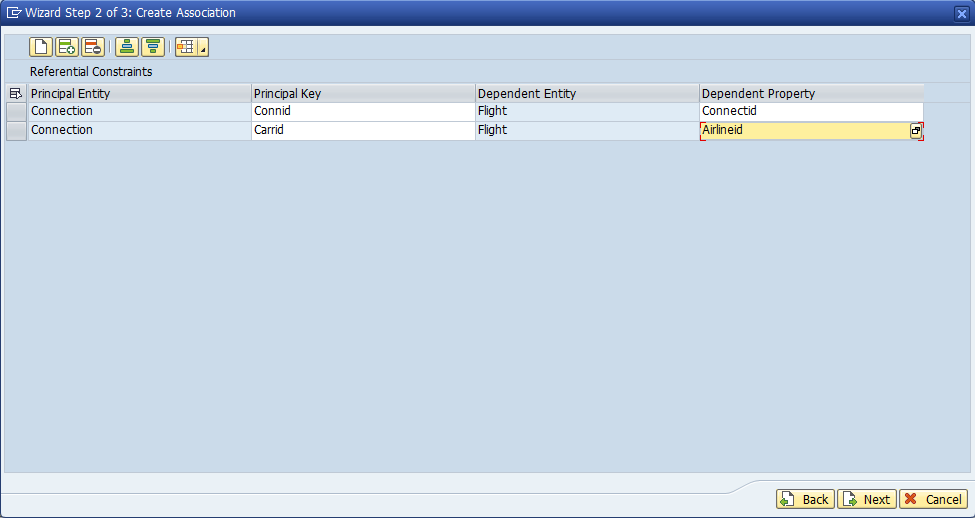 Wizard Step 2 of 3: Create Association
Referential Constraints
Principal Entity Principal Key Dependent Entity Dependent Property
Connection Connid Flight Connectid
Connection Carrid Flight Airlineid
Back Next Cancel